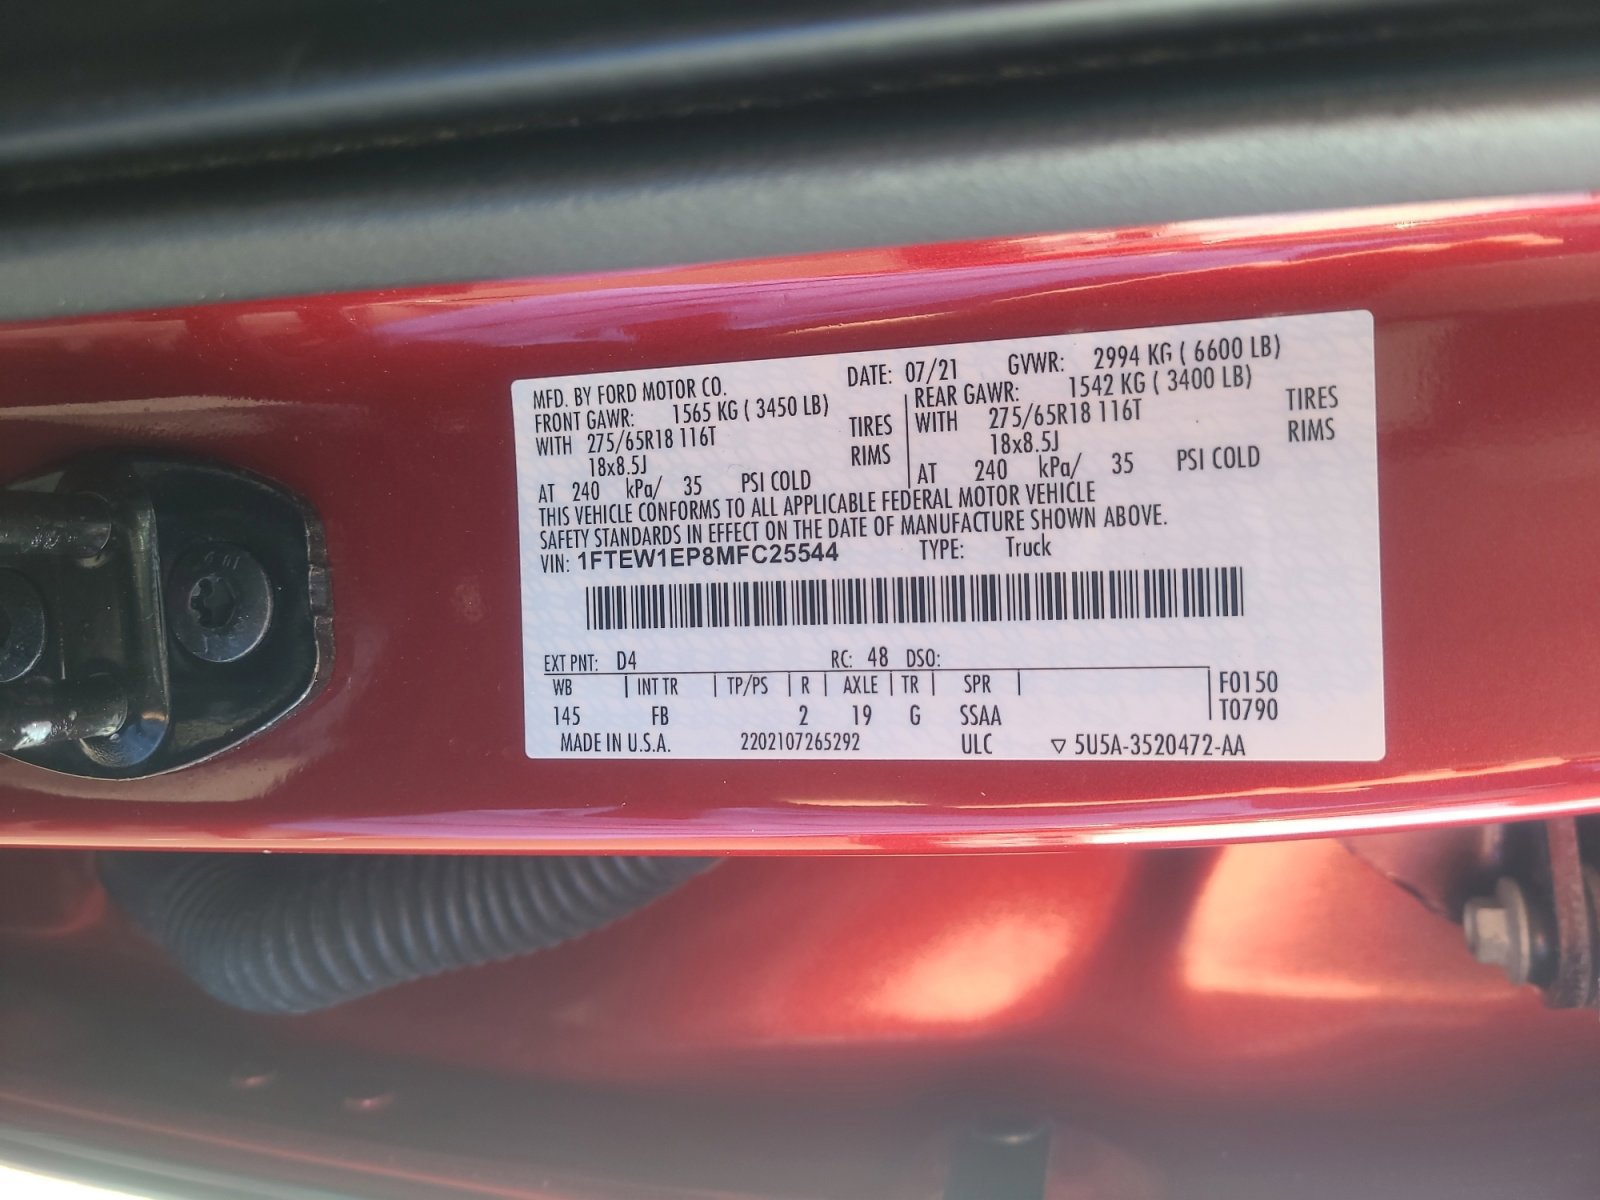 MFD. BY FORD MOTOR CO. DATE: 07/21 GVWR: 2994 KG ( 6600 LB)
FRONT GAWR: 1565 KG ( 3450 LB) REAR GAWR: 1542 KG ( 3400 LB)
WITH 275/65R18 116T TIRES WITH 275/65R18 116T TIRES
18x8.5J RIMS 18x8.5J RIMS
AT 240 kPa/ 35 PSI COLD AT 240 kPa/ 35 PSI COLD
THIS VEHICLE CONFORMS TO ALL APPLICABLE FEDERAL MOTOR VEHICLE
SAFETY STANDARDS IN EFFECT ON THE DATE OF MANUFACTURE SHOWN ABOVE.
VIN: 1FTEW1EP8MFC25544 TYPE: Truck
EXT PNT: D4 RC: 48 DSO:
WB INT TR TP/PS R AXLE TR SPR F0150
145 FB 2 19 G SSAA T0790
MADE IN U.S.A. 2202107265292 ULC ▽ 5U5A-3520472-AA